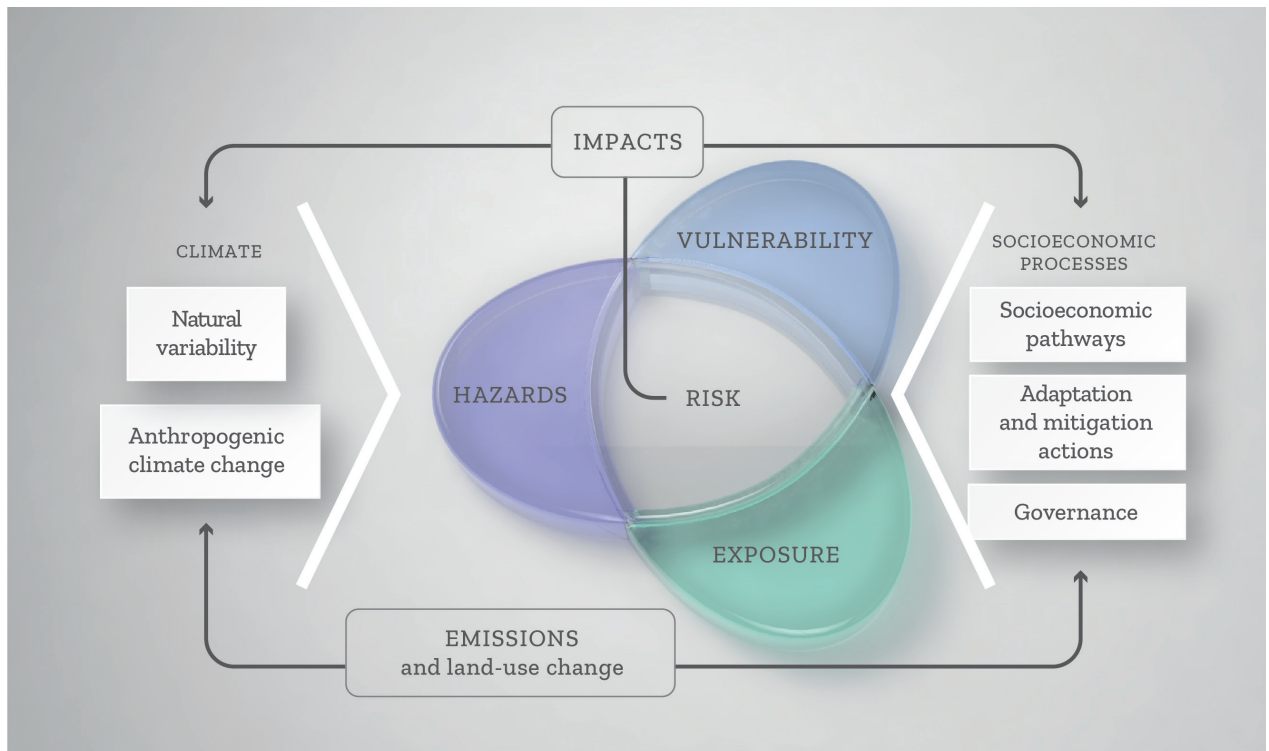 IMPACTS
CLIMATE
Natural
variability
Anthropogenic
climate change
VULNERABILITY
HAZARDS
RISK
EXPOSURE
SOCIOECONOMIC
PROCESSES
Socioeconomic
pathways
Adaptation
and mitigation
actions
Governance
EMISSIONS
and land-use change